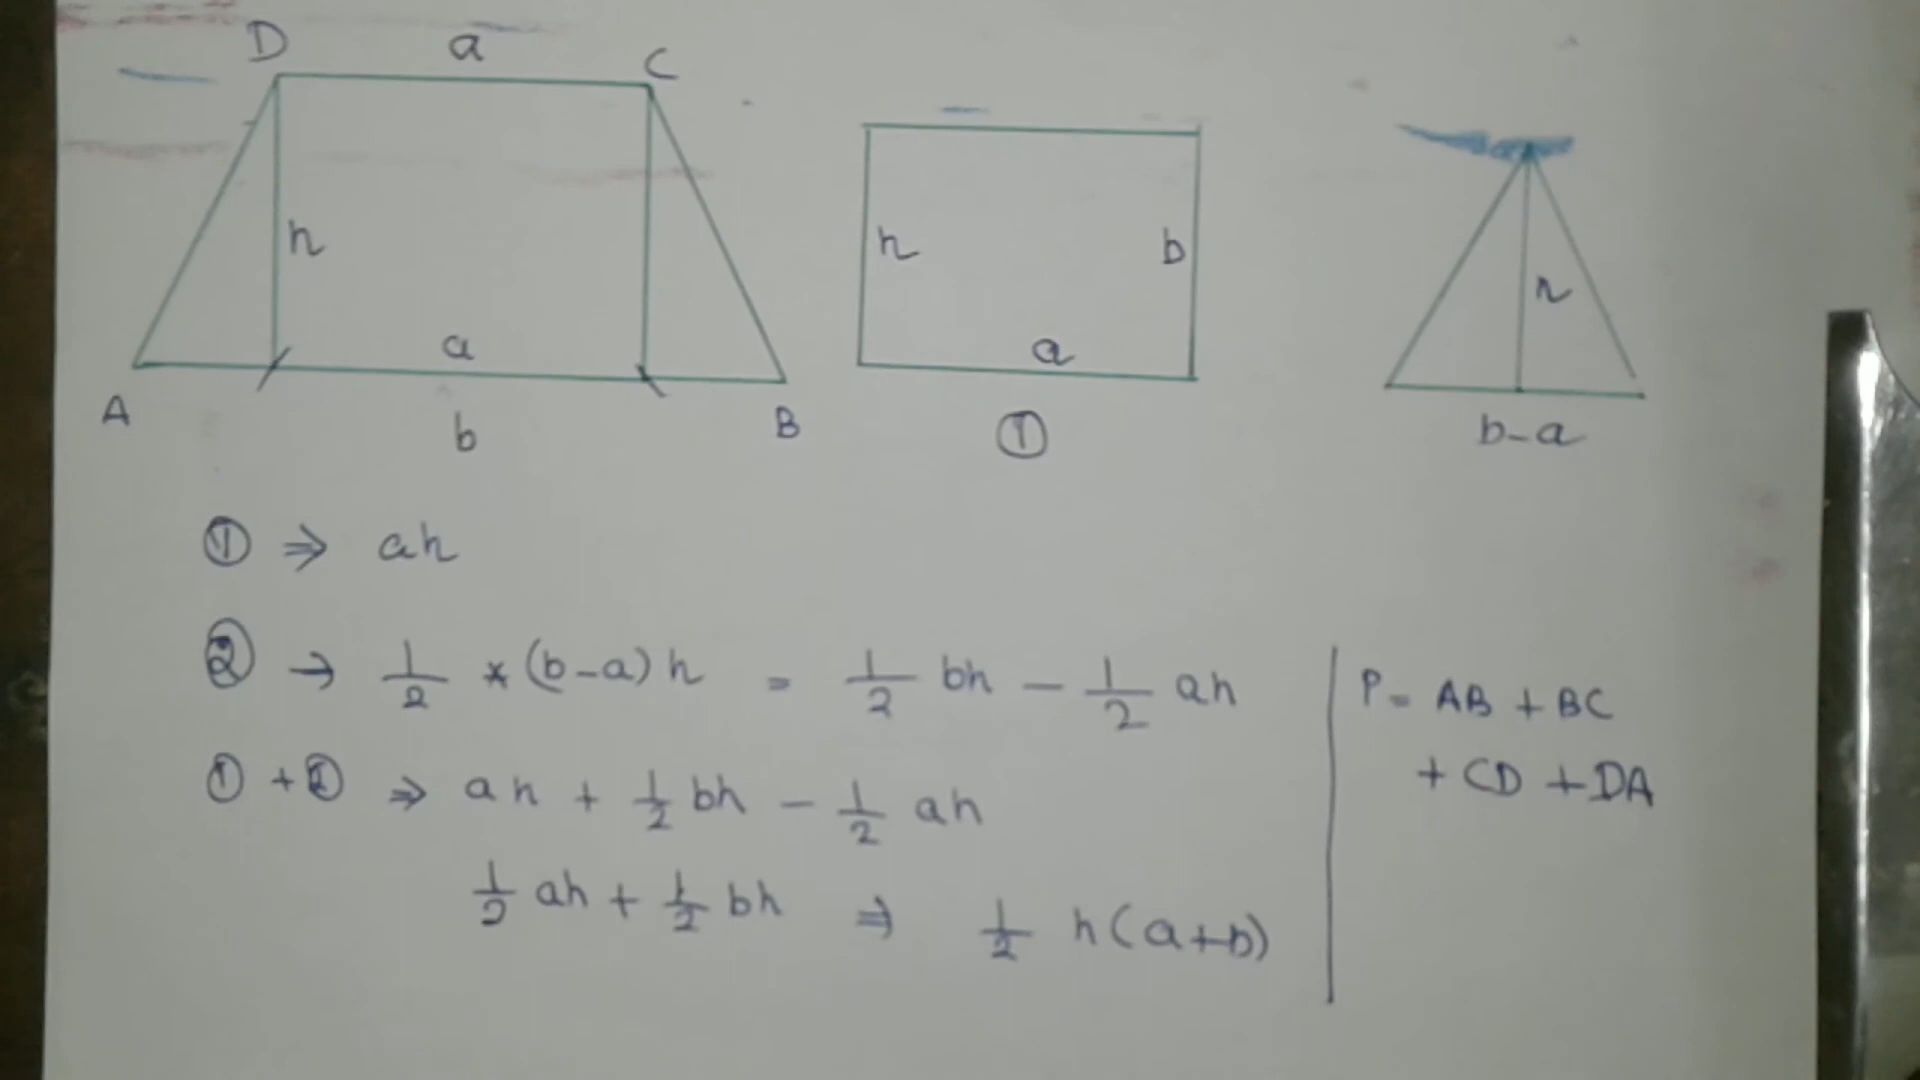 D a C
h
a
A b B
h b
a
①
h
b-a
① ⇒ ah
② → 1/2 * (b-a) h = 1/2 bh - 1/2 ah
① + ② ⇒ ah + 1/2 bh - 1/2 ah
1/2 ah + 1/2 bh ⇒ 1/2 h(a+b)
P = AB + BC
+ CD + DA